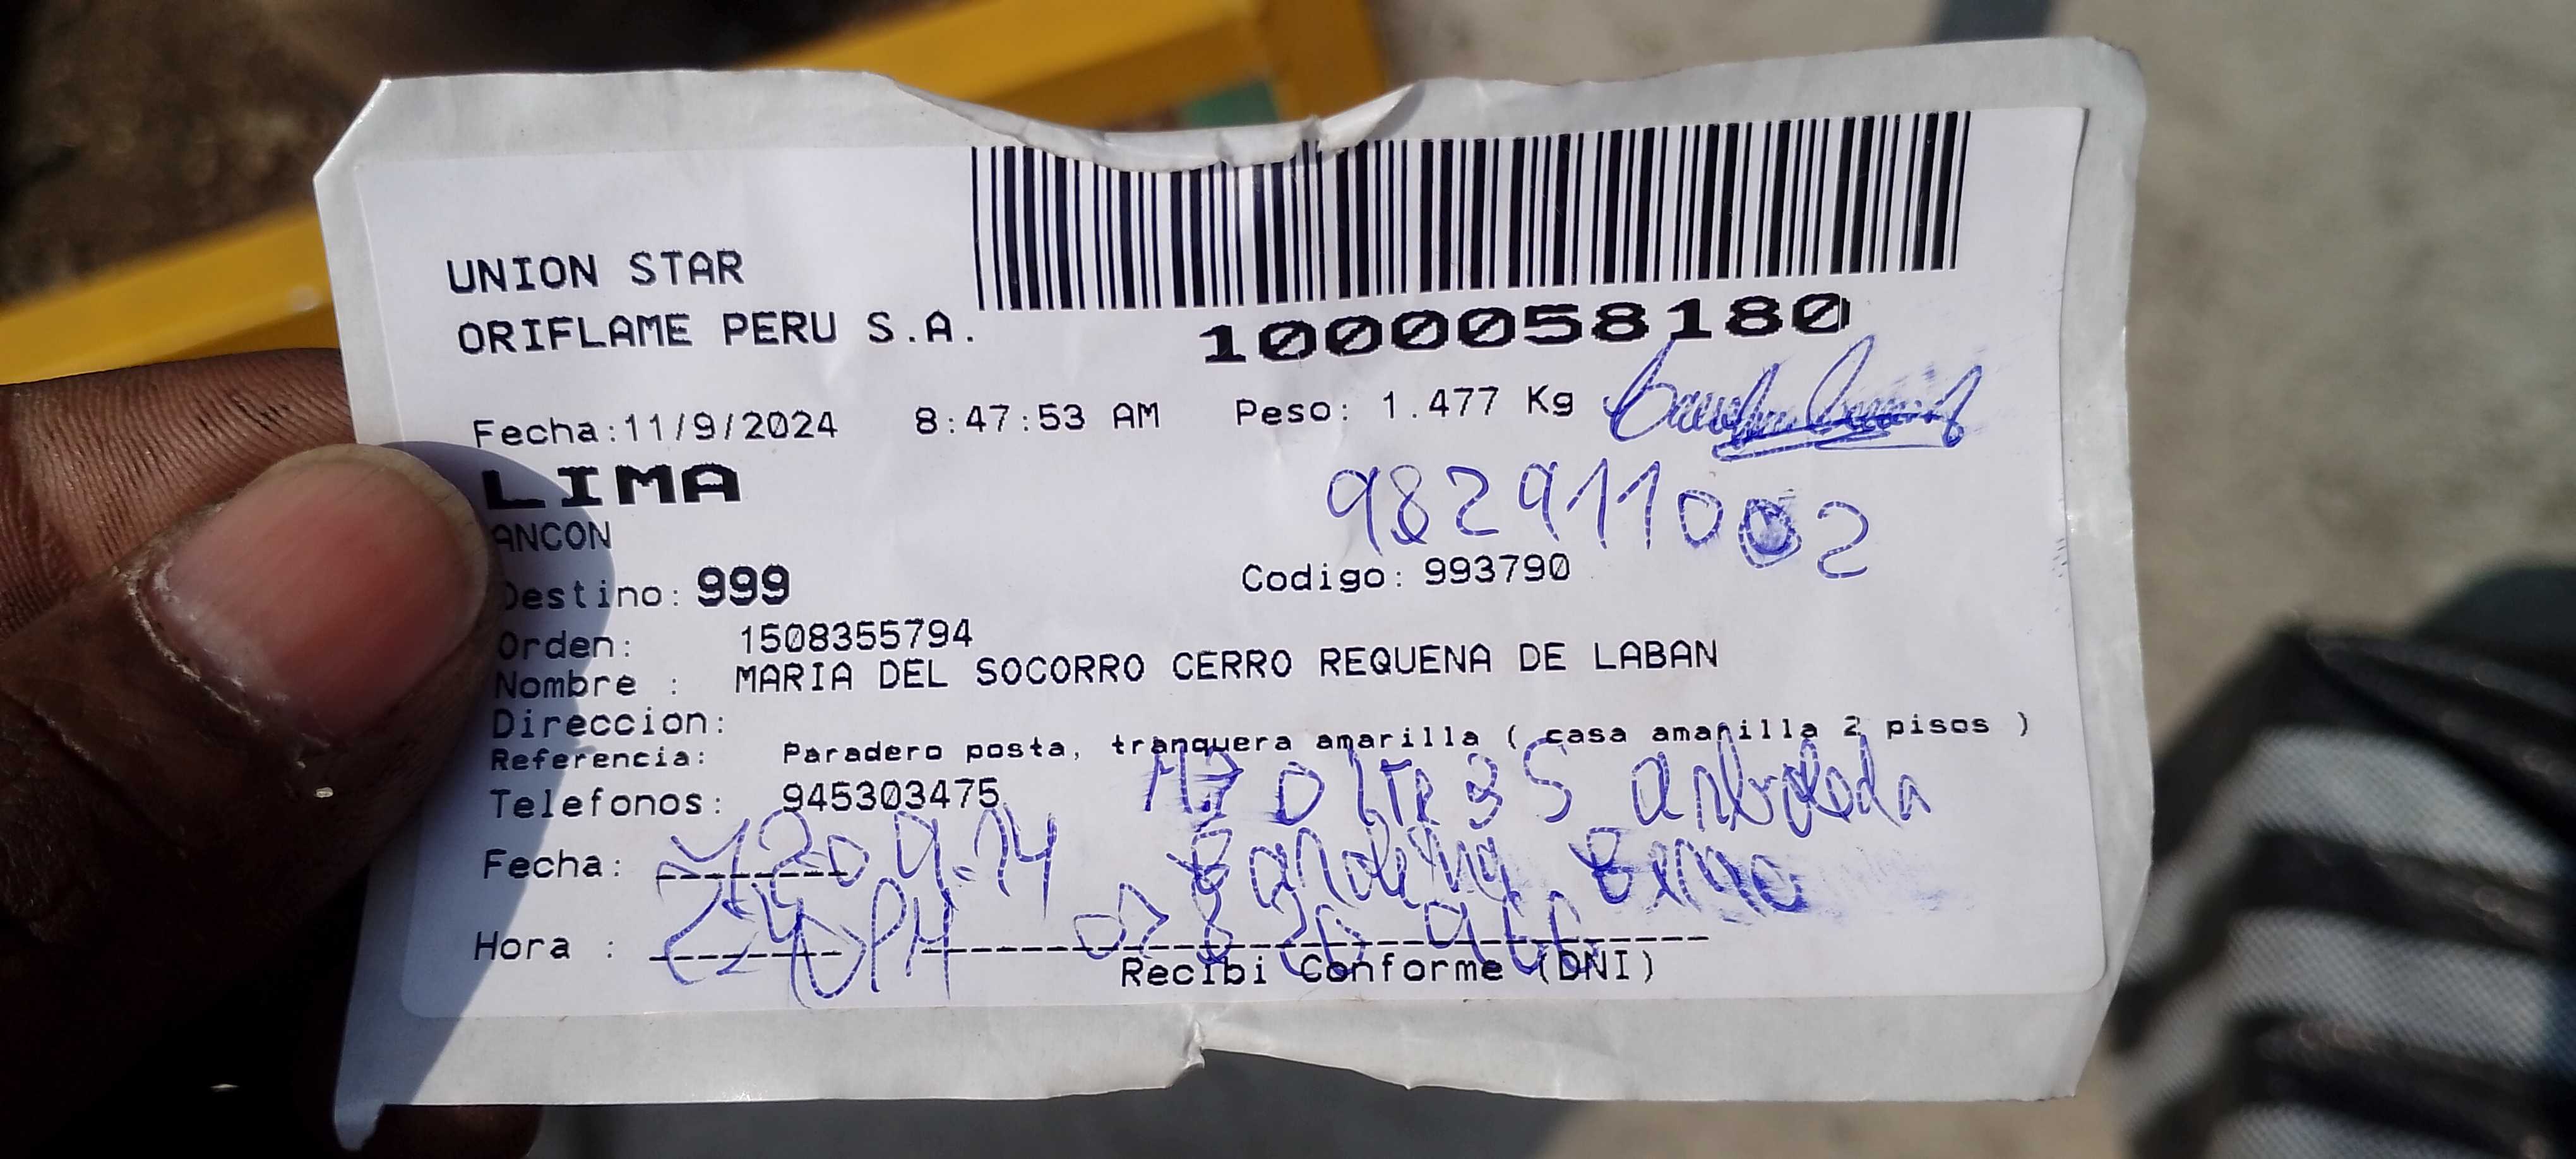 UNION STAR
ORIFLAME PERU S.A.
1000058180
Fecha:11/9/2024 8:47:53 AM Peso: 1.477 Kg
LIMA
982911002
ANCON
Destino: 999 Codigo: 993790
Orden: 1508355794
Nombre : MARIA DEL SOCORRO CERRO REQUENA DE LABAN
Direccion:
Referencia: Paradero posta, tranquera amarilla ( casa amarilla 2 pisos )
Telefonos: 945303475
Fecha:
Hora :
Recibi Conforme (DNI)